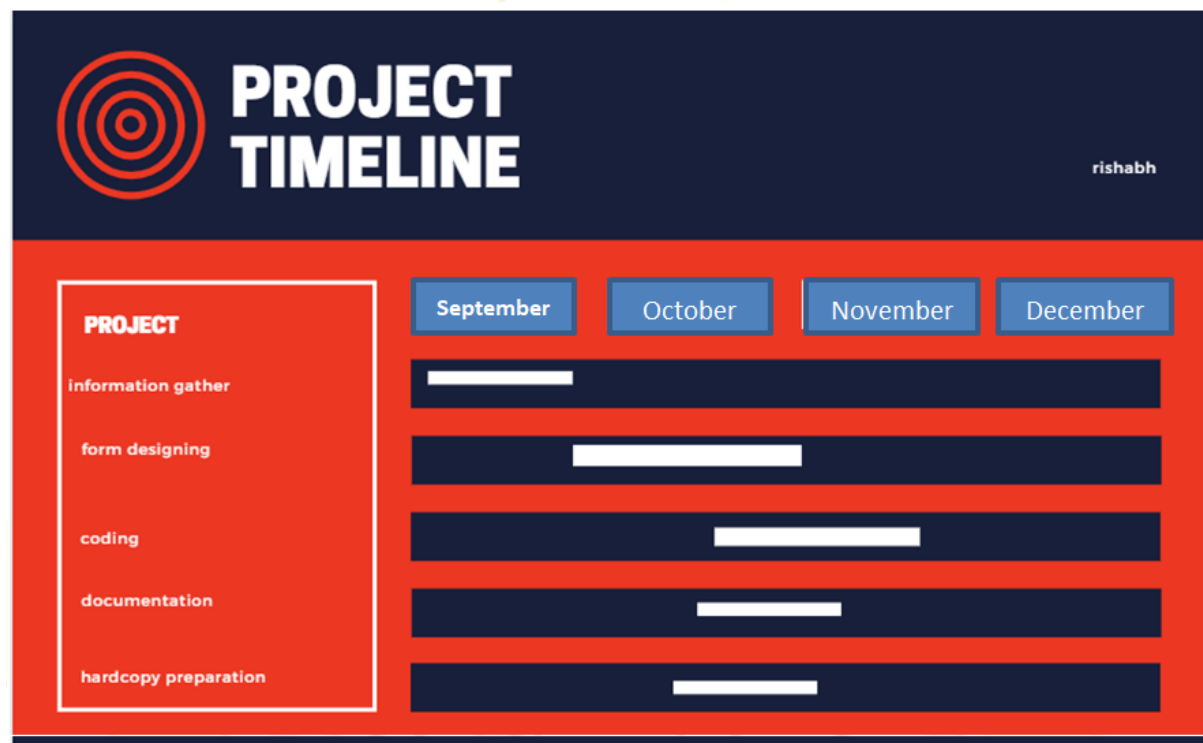 PROJECT
TIMELINE
rishabh
PROJECT
September
October
November
December
information gather
form designing
coding
documentation
hardcopy preparation